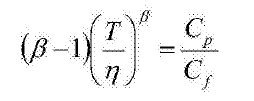 (β−1)(T/η)^β = C_p/C_f